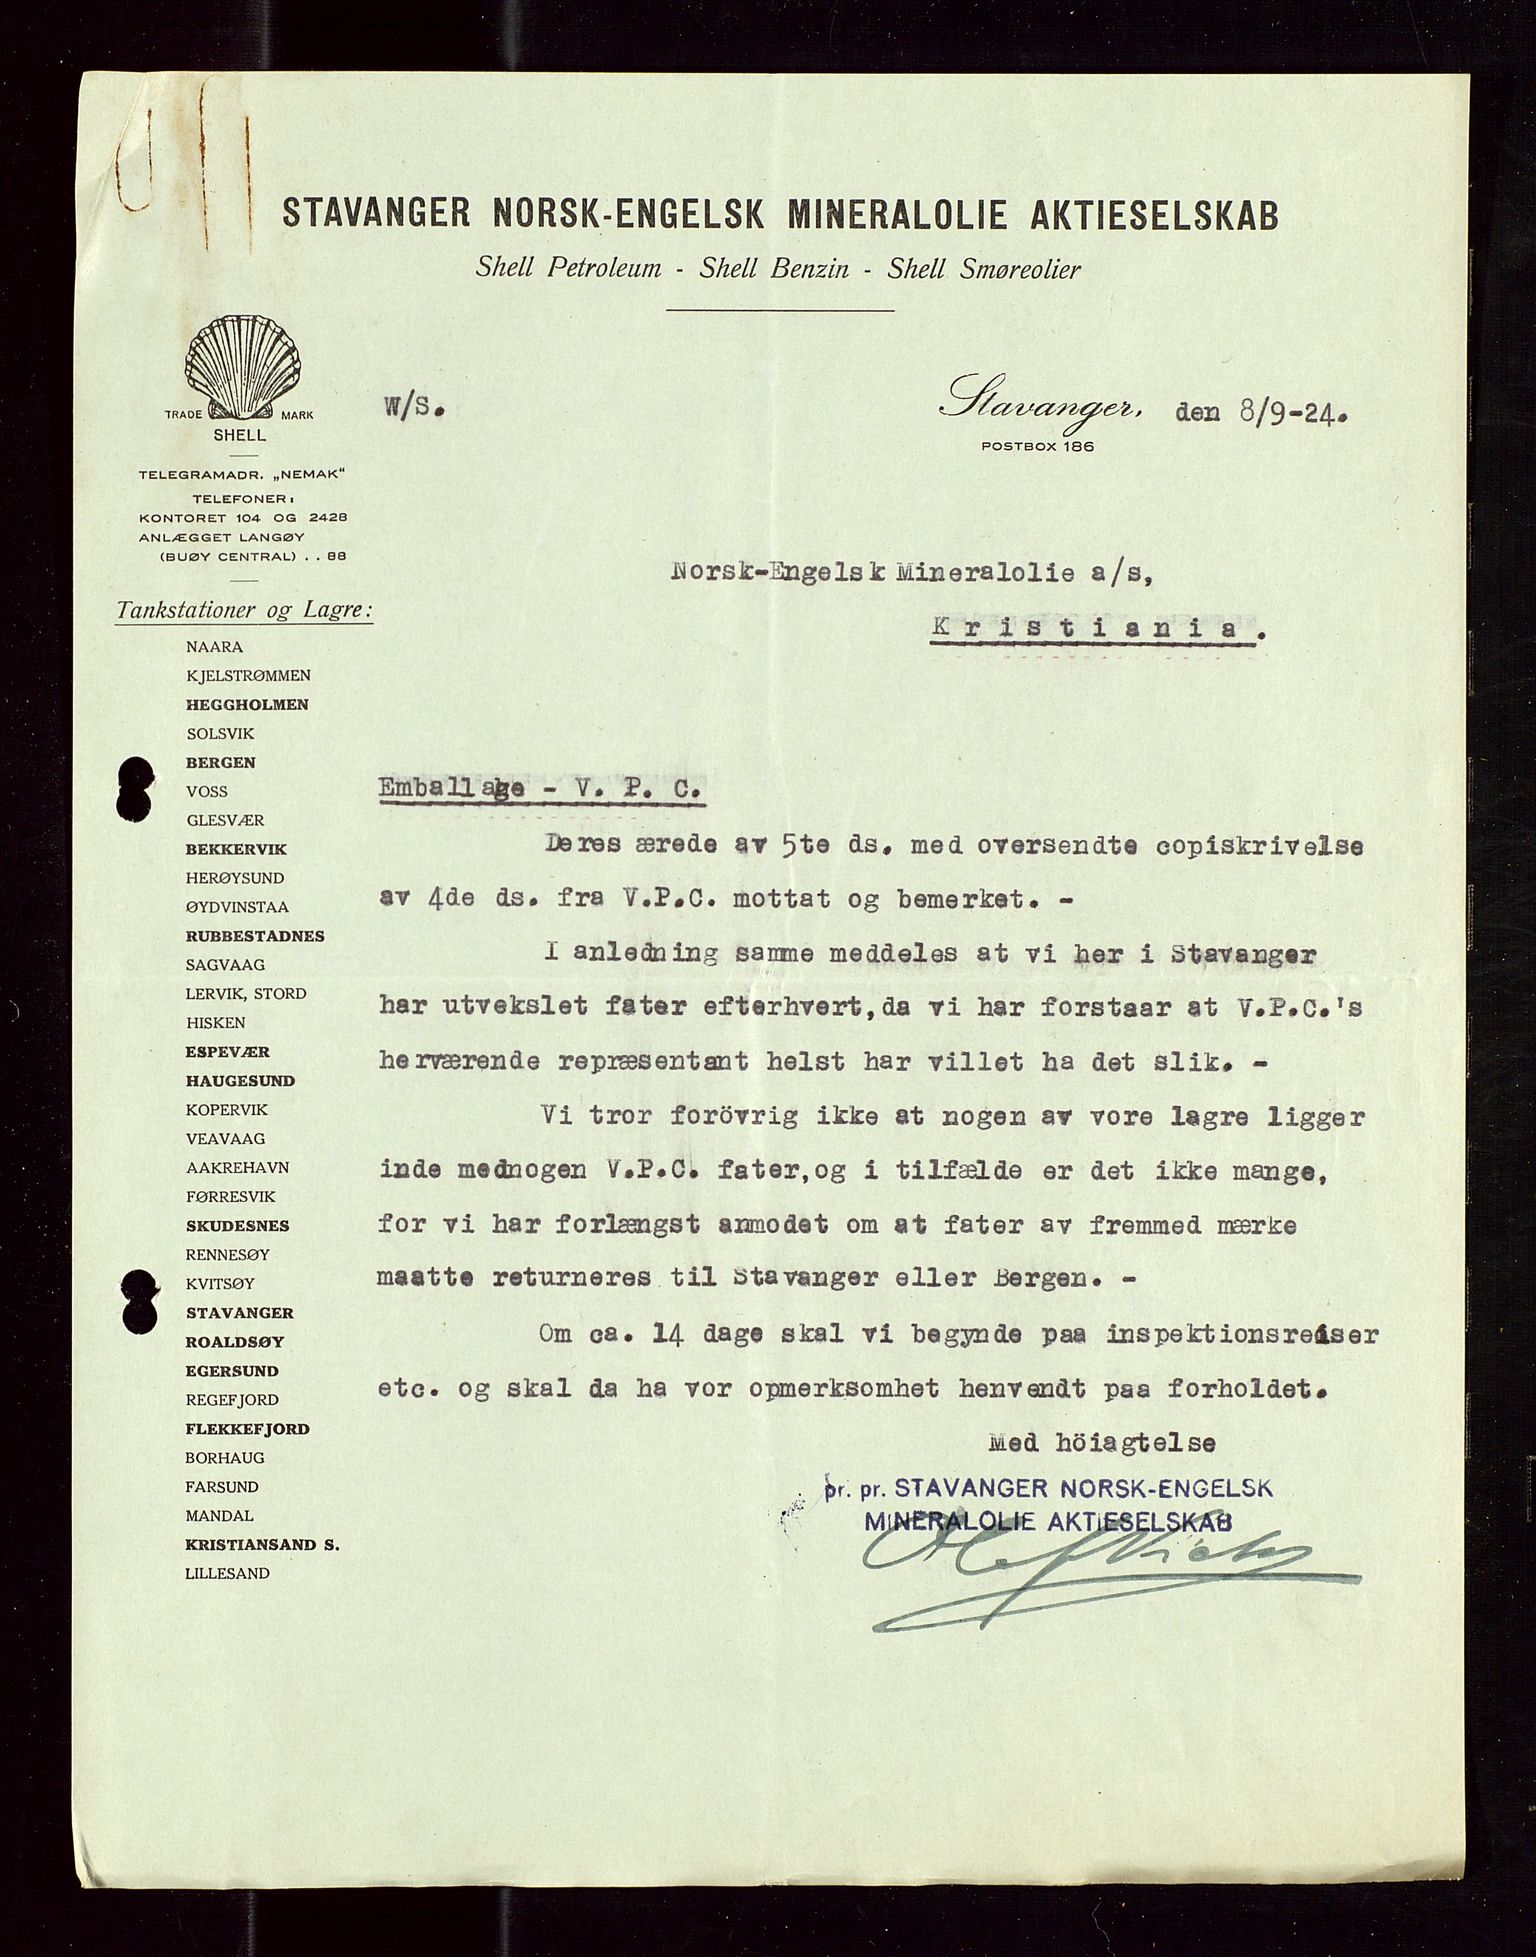 STAVANGER NORSK-ENGELSK MINERALOLIE AKTIESELSKAB
Shell Petroleum - Shell Benzin - Shell Smøreolier
TRADE MARK
SHELL
TELEGRAMADR. „NEMAK“
TELEFONER:
KONTORET 104 OG 2428
ANLÆGGET LANGØY
(BUØY CENTRAL) . . 88
Tankstationer og Lagre:
NAARA
KJELSTRØMMEN
HEGGHOLMEN
SOLSVIK
BERGEN
VOSS
GLESVÆR
BEKKERVIK
HERØYSUND
ØYDVINSTAA
RUBBESTADNES
SAGVAAG
LERVIK, STORD
HISKEN
ESPEVÆR
HAUGESUND
KOPERVIK
VEAVAAG
AAKREHAVN
FØRRESVIK
SKUDESNES
RENNESØY
KVITSØY
STAVANGER
ROALDSØY
EGERSUND
REGEFJORD
FLEKKEFJORD
BORHAUG
FARSUND
MANDAL
KRISTIANSAND S.
LILLESAND
W/S.
Stavanger, den 8/9-24.
POSTBOX 186
Norsk-Engelsk Mineralolie a/s,
Kristiania.
Emballage - V. P. C.
Deres ærede av 5te ds. med oversendte copiskrivelse
av 4de ds. fra V.P.C. mottat og bemerket. -
I anledning samme meddeles at vi her i Stavanger
har utvekslet fater efterhvert,da vi har forstaar at V.P.C.'s
herværende repræsentant helst har villet ha det slik. -
Vi tror forövrig ikke at nogen av vore lagre ligger
inde mednogen V.P.C. fater,og i tilfælde er det ikke mange,
for vi har forlængst anmodet om at fater av fremmed mærke
maatte returneres til Stavanger eller Bergen. -
Om ca. 14 dage skal vi begynde paa inspektionsreiser
etc. og skal da ha vor opmerksomhet henvendt paa forholdet.
Med höiagtelse
pr. pr. STAVANGER NORSK-ENGELSK
MINERALOLIE AKTIESELSKAB